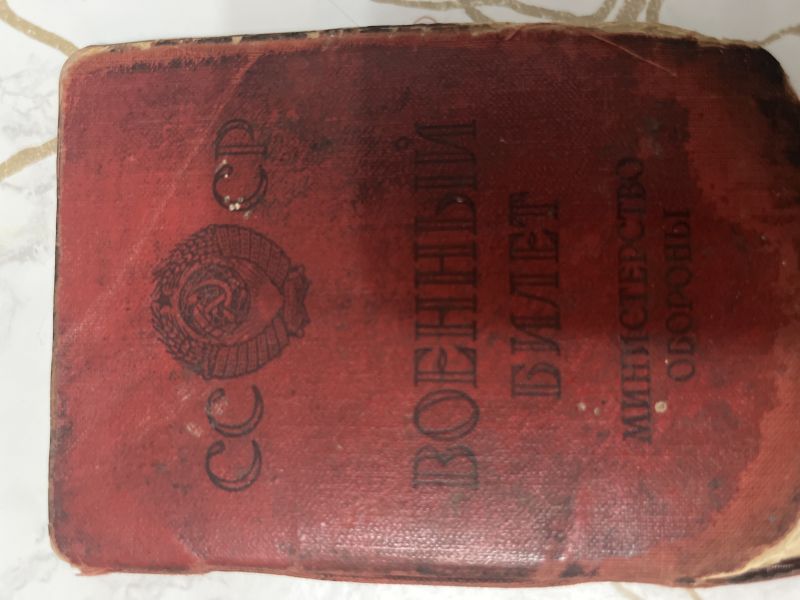 СССР
ВОЕННЫЙ
БИЛЕТ
МИНИСТЕРСТВО
ОБОРОНЫ